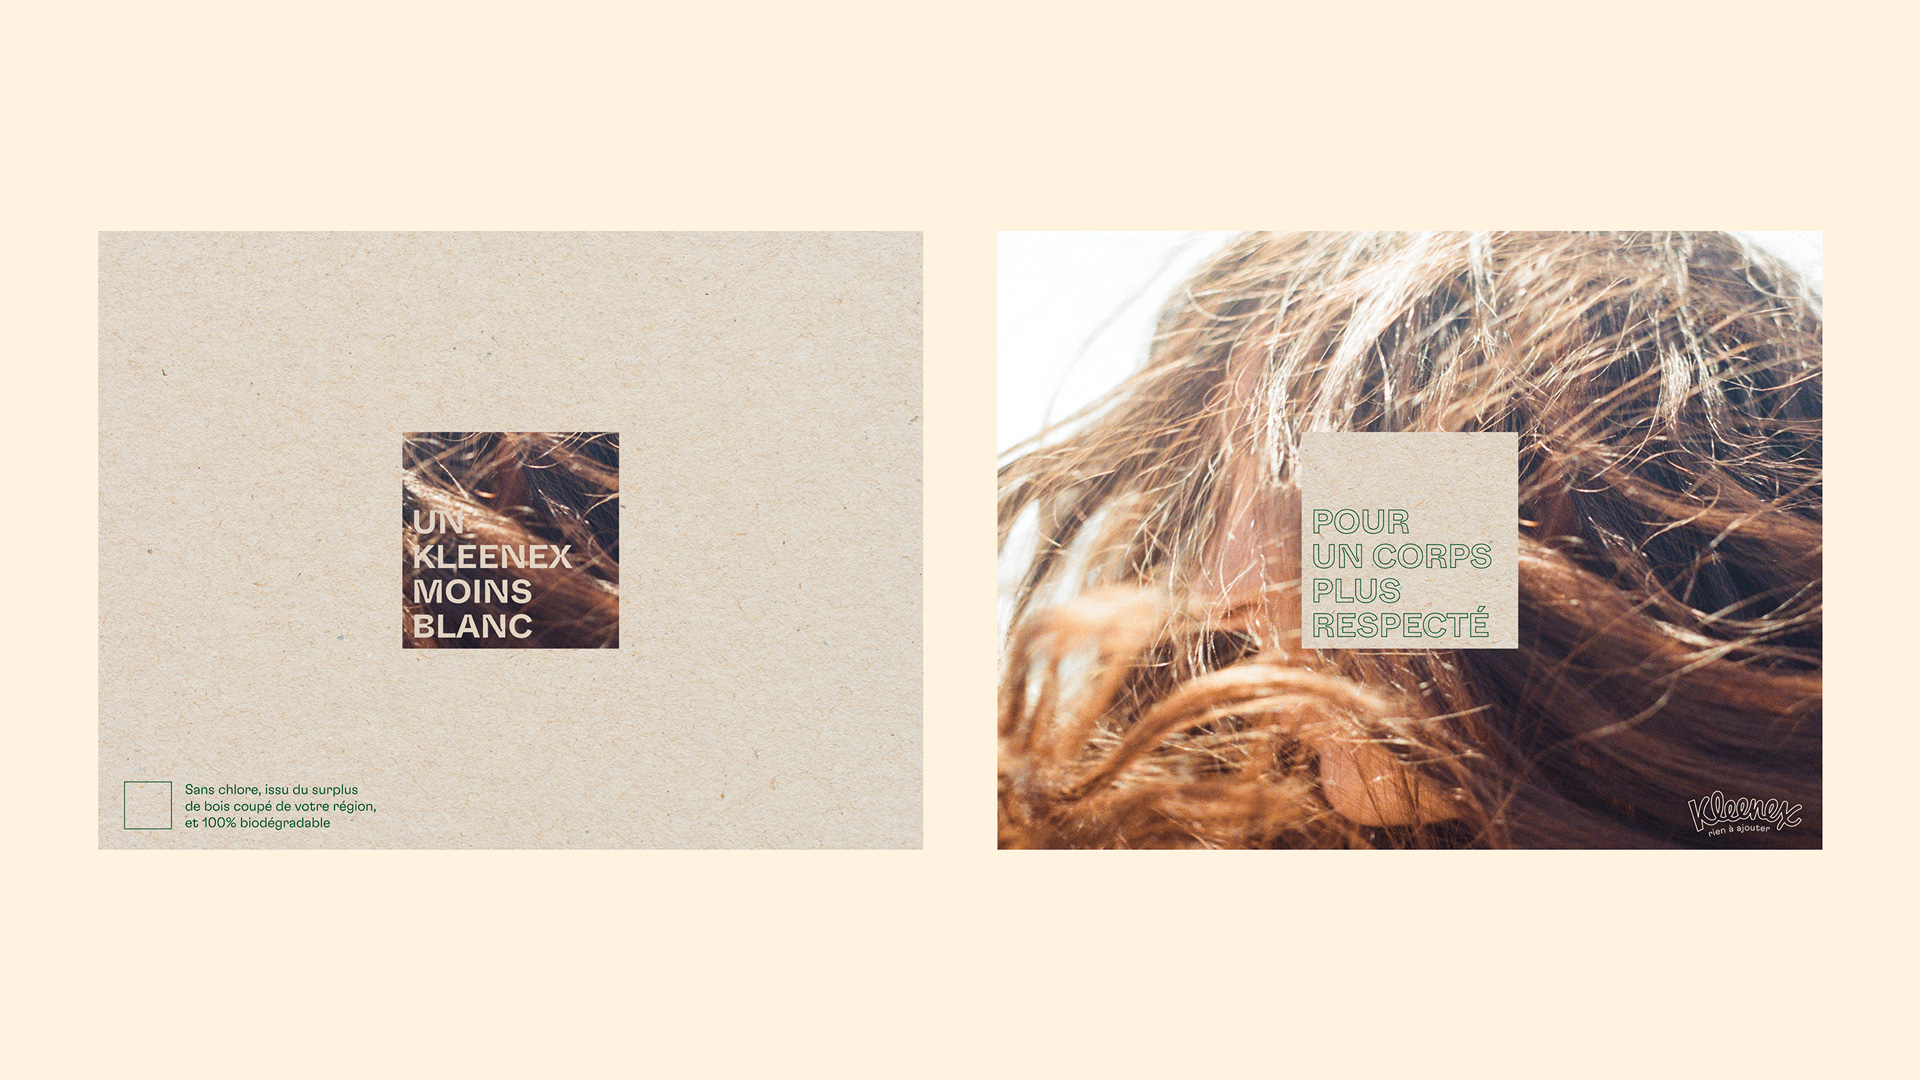 UN
KLEENEX
MOINS
BLANC
Sans chlore, issu du surplus
de bois coupé de votre région,
et 100% biodégradable
POUR
UN CORPS
PLUS
RESPECTÉ
Kleenex
rien à ajouter